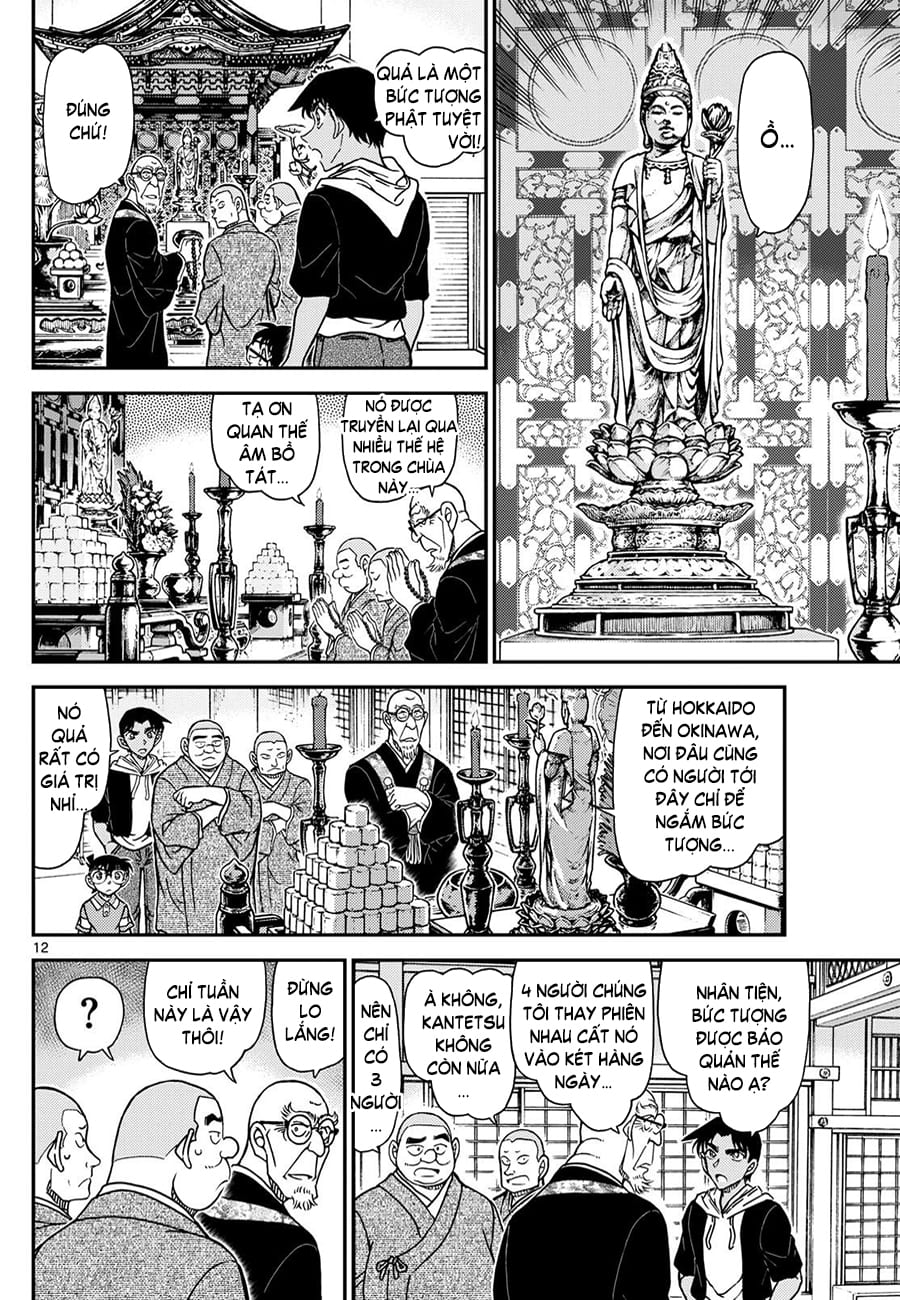 Ồ...
QUẢ LÀ MỘT
BỨC TƯỢNG
PHẬT TUYỆT
VỜI!
ĐÚNG
CHỨ!
NÓ ĐƯỢC
TRUYỀN LẠI QUA
NHIỀU THẾ HỆ
TRONG CHÙA
NÀY...
TẠ ƠN
QUAN THẾ
ÂM BỒ
TÁT...
TỪ HOKKAIDO
ĐẾN OKINAWA,
NƠI ĐÂU CŨNG
CÓ NGƯỜI TỚI
ĐÂY CHỈ ĐỂ
NGẮM BỨC
TƯỢNG...
NÓ
QUẢ
RẤT CÓ
GIÁ TRỊ
NHỈ...
12
NHÂN TIỆN,
BỨC TƯỢNG
ĐƯỢC BẢO
QUẢN THẾ
NÀO Ạ?
4 NGƯỜI CHÚNG
TÔI THAY PHIÊN
NHAU CẤT NÓ
VÀO KÉT HÀNG
NGÀY...
À KHÔNG,
KANTETSU
KHÔNG
CÒN NỮA...
NÊN
CHỈ
CÓ
3
NGƯỜI
...
ĐỪNG
LO
LẮNG!
CHỈ TUẦN
NÀY LÀ VẬY
THÔI!
?